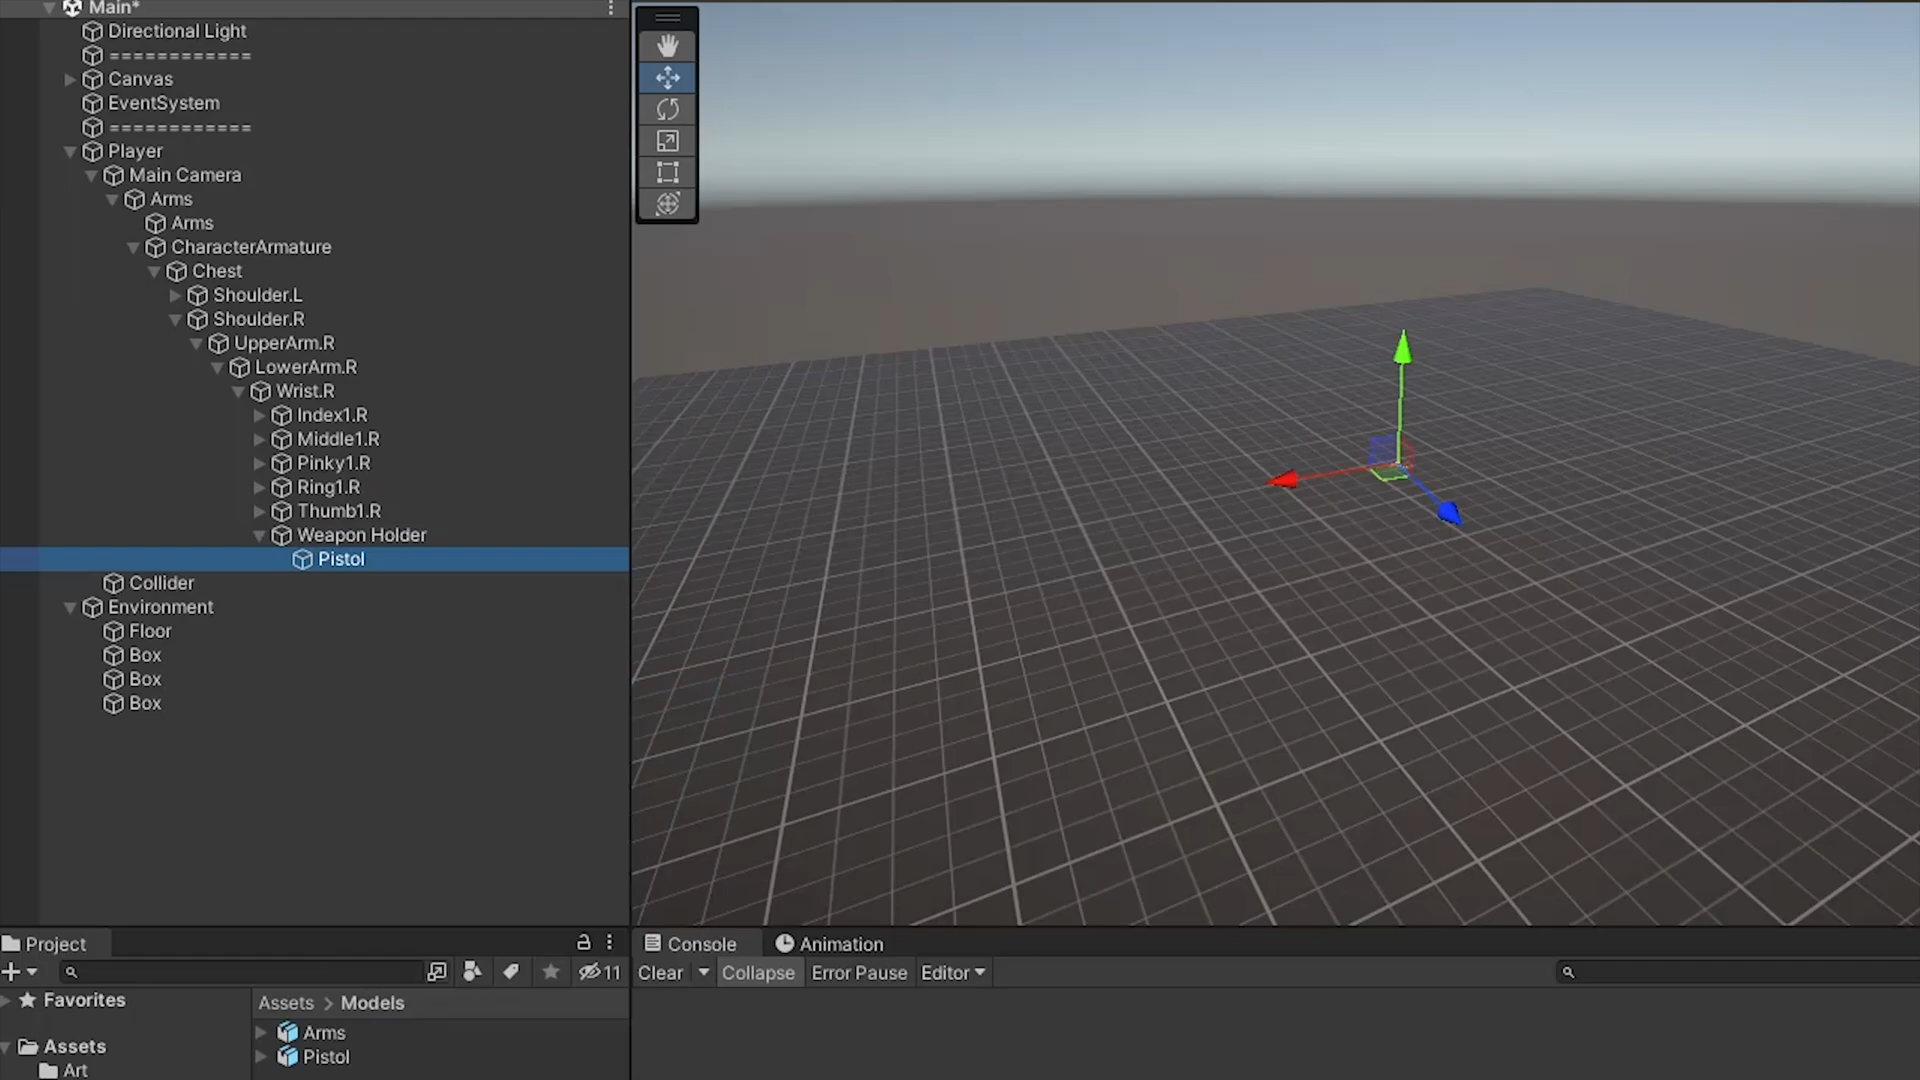 Main*
Directional Light
============
Canvas
EventSystem
============
Player
Main Camera
Arms
Arms
CharacterArmature
Chest
Shoulder.L
Shoulder.R
UpperArm.R
LowerArm.R
Wrist.R
Index1.R
Middle1.R
Pinky1.R
Ring1.R
Thumb1.R
Weapon Holder
Pistol
Collider
Environment
Floor
Box
Box
Box
Project
11
Favorites
Assets
Art
Assets > Models
Arms
Pistol
Console Animation
Clear Collapse Error Pause Editor